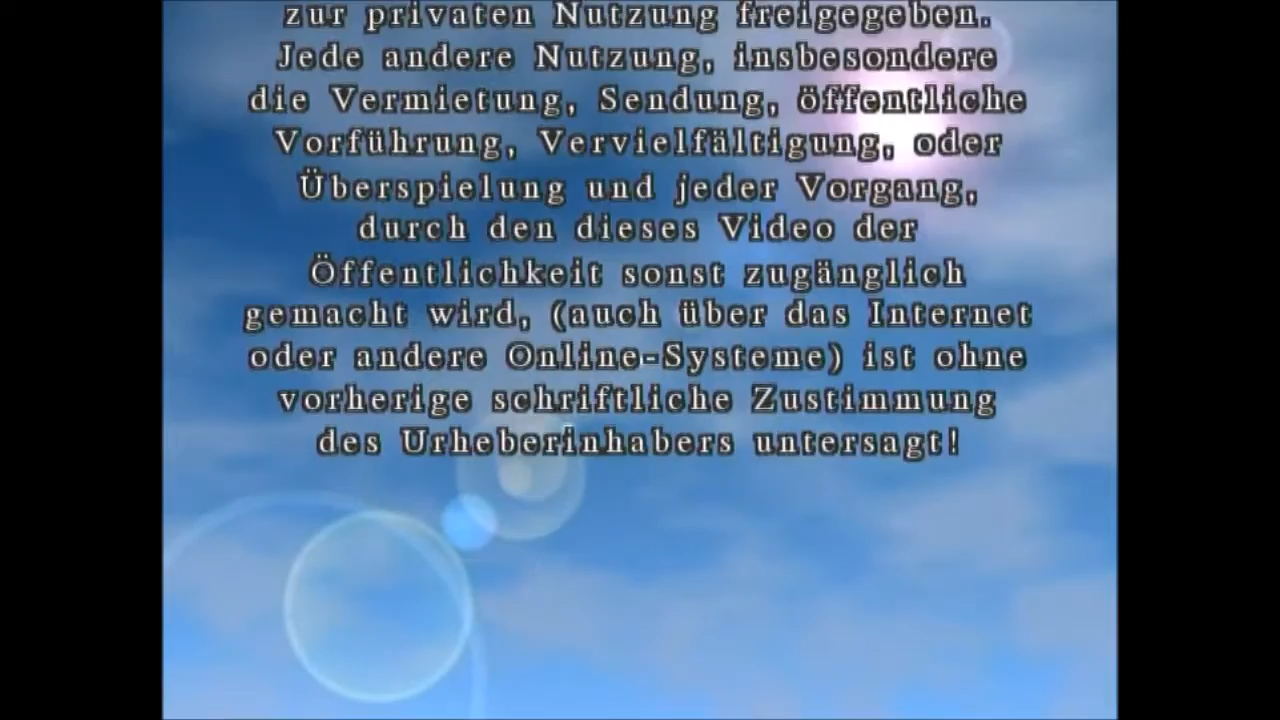 zur privaten Nutzung freigegeben.
Jede andere Nutzung, insbesondere
die Vermietung, Sendung, öffentliche
Vorführung, Vervielfältigung, oder
Überspielung und jeder Vorgang,
durch den dieses Video der
Öffentlichkeit sonst zugänglich
gemacht wird, (auch über das Internet
oder andere Online-Systeme) ist ohne
vorherige schriftliche Zustimmung
des Urheberinhabers untersagt!